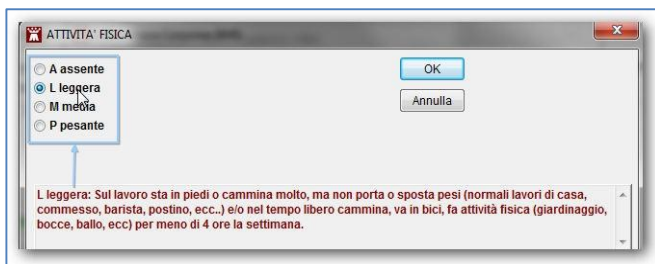 ATTIVITA' FISICA
A assente
L leggera
M media
P pesante
OK
Annulla
L leggera: Sul lavoro sta in piedi o cammina molto, ma non porta o sposta pesi (normali lavori di casa,
commesso, barista, postino, ecc..) e/o nel tempo libero cammina, va in bici, fa attività fisica (giardinaggio,
bocce, ballo, ecc) per meno di 4 ore la settimana.